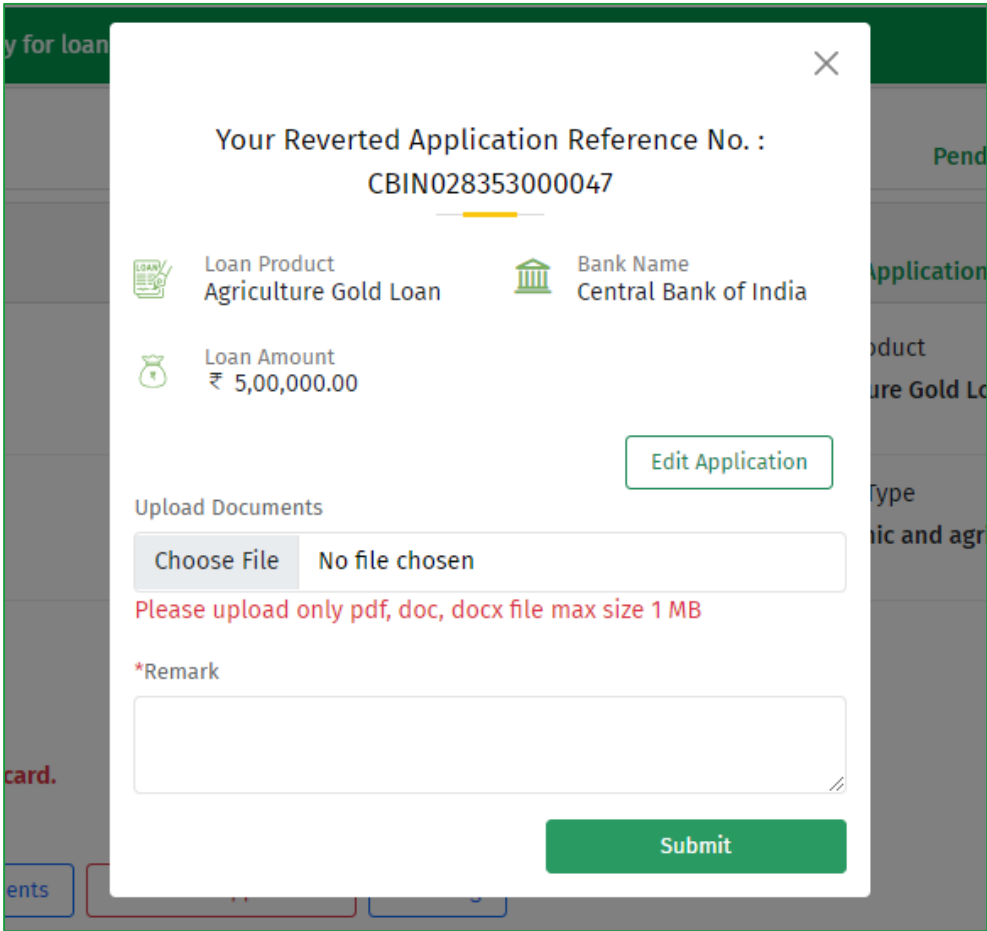 y for loan
Your Reverted Application Reference No. :
CBIN028353000047
Pend
Loan Product
Agriculture Gold Loan
Bank Name
Central Bank of India
Application
Loan Amount
₹ 5,00,000.00
oduct
ure Gold Lo
Edit Application
Type
nic and agr
Upload Documents
Choose File No file chosen
Please upload only pdf, doc, docx file max size 1 MB
*Remark
card.
Submit
ents